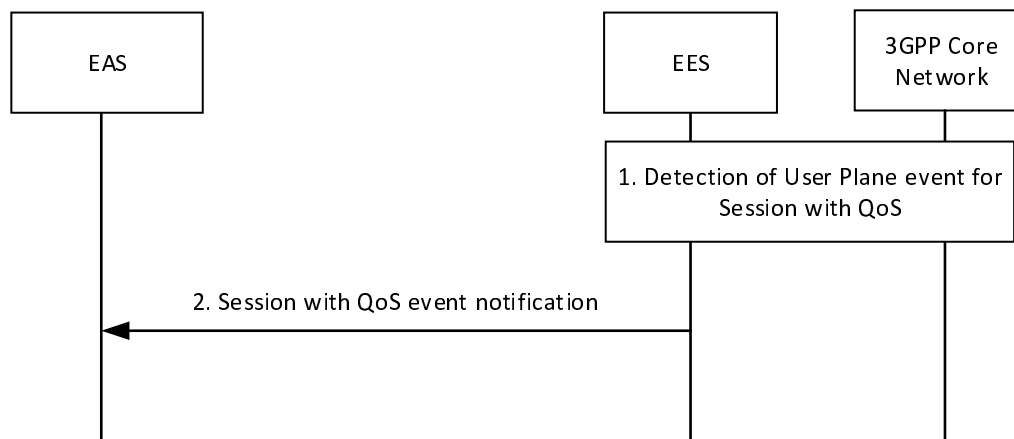 EAS
EES
3GPP Core
Network
1. Detection of User Plane event for
Session with QoS
2. Session with QoS event notification